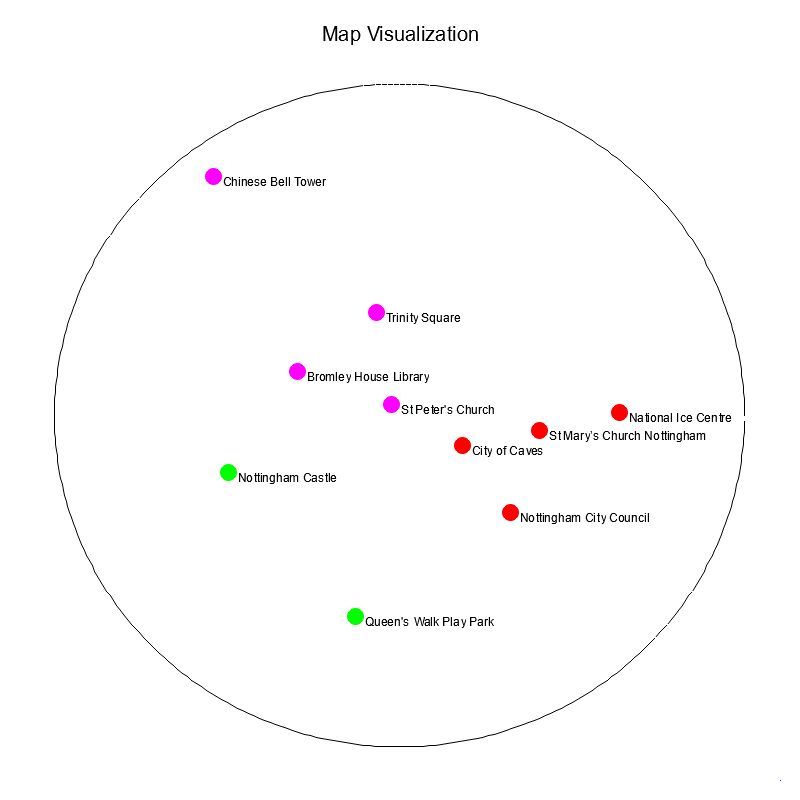 Map Visualization
Chinese Bell Tower
Trinity Square
Bromley House Library
St Peter's Church
National Ice Centre
St Mary's Church Nottingham
City of Caves
Nottingham Castle
Nottingham City Council
Queen's Walk Play Park